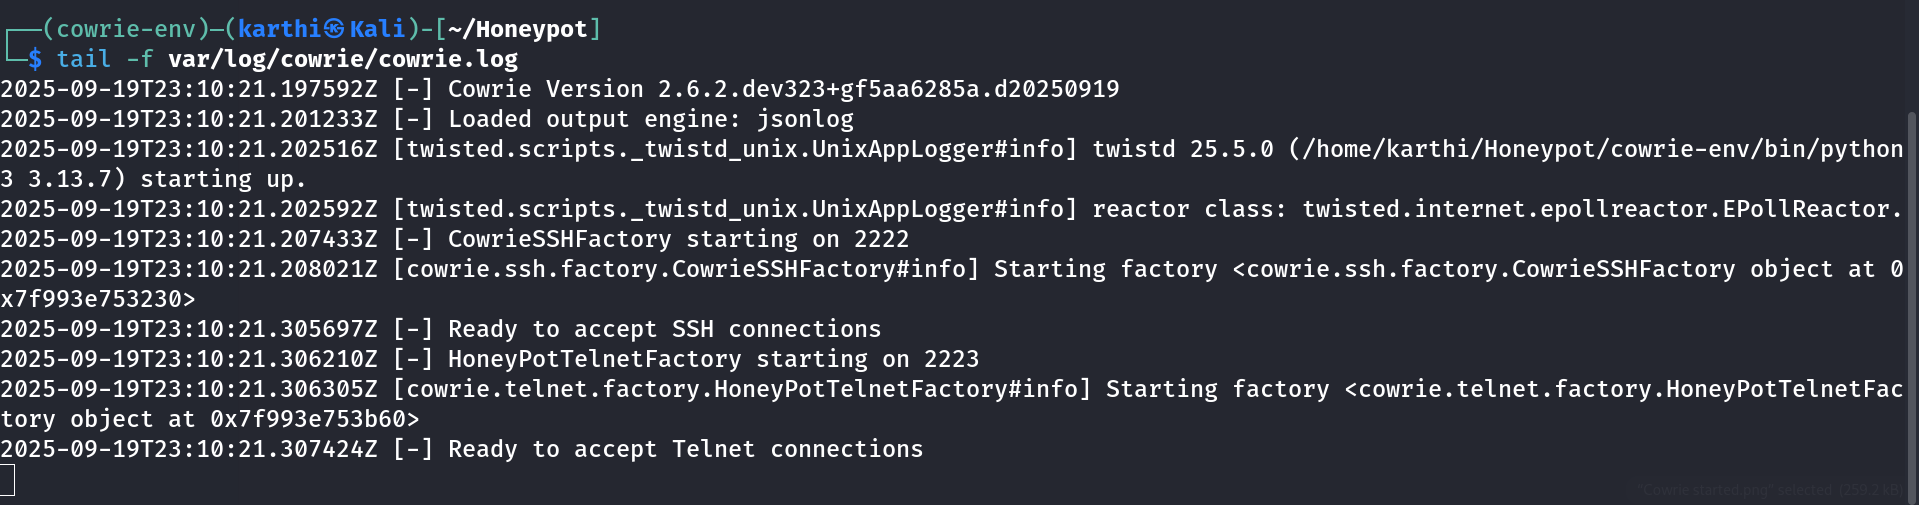 ┌──(cowrie-env)─(karthi㉿Kali)-[~/Honeypot]
└─$ tail -f var/log/cowrie/cowrie.log
2025-09-19T23:10:21.197592Z [-] Cowrie Version 2.6.2.dev323+gf5aa6285a.d20250919
2025-09-19T23:10:21.201233Z [-] Loaded output engine: jsonlog
2025-09-19T23:10:21.202516Z [twisted.scripts._twistd_unix.UnixAppLogger#info] twistd 25.5.0 (/home/karthi/Honeypot/cowrie-env/bin/python
3 3.13.7) starting up.
2025-09-19T23:10:21.202592Z [twisted.scripts._twistd_unix.UnixAppLogger#info] reactor class: twisted.internet.epollreactor.EPollReactor.
2025-09-19T23:10:21.207433Z [-] CowrieSSHFactory starting on 2222
2025-09-19T23:10:21.208021Z [cowrie.ssh.factory.CowrieSSHFactory#info] Starting factory <cowrie.ssh.factory.CowrieSSHFactory object at 0
x7f993e753230>
2025-09-19T23:10:21.305697Z [-] Ready to accept SSH connections
2025-09-19T23:10:21.306210Z [-] HoneyPotTelnetFactory starting on 2223
2025-09-19T23:10:21.306305Z [cowrie.telnet.factory.HoneyPotTelnetFactory#info] Starting factory <cowrie.telnet.factory.HoneyPotTelnetFac
tory object at 0x7f993e753b60>
2025-09-19T23:10:21.307424Z [-] Ready to accept Telnet connections
"Cowrie started.png" selected (259.2 kB)